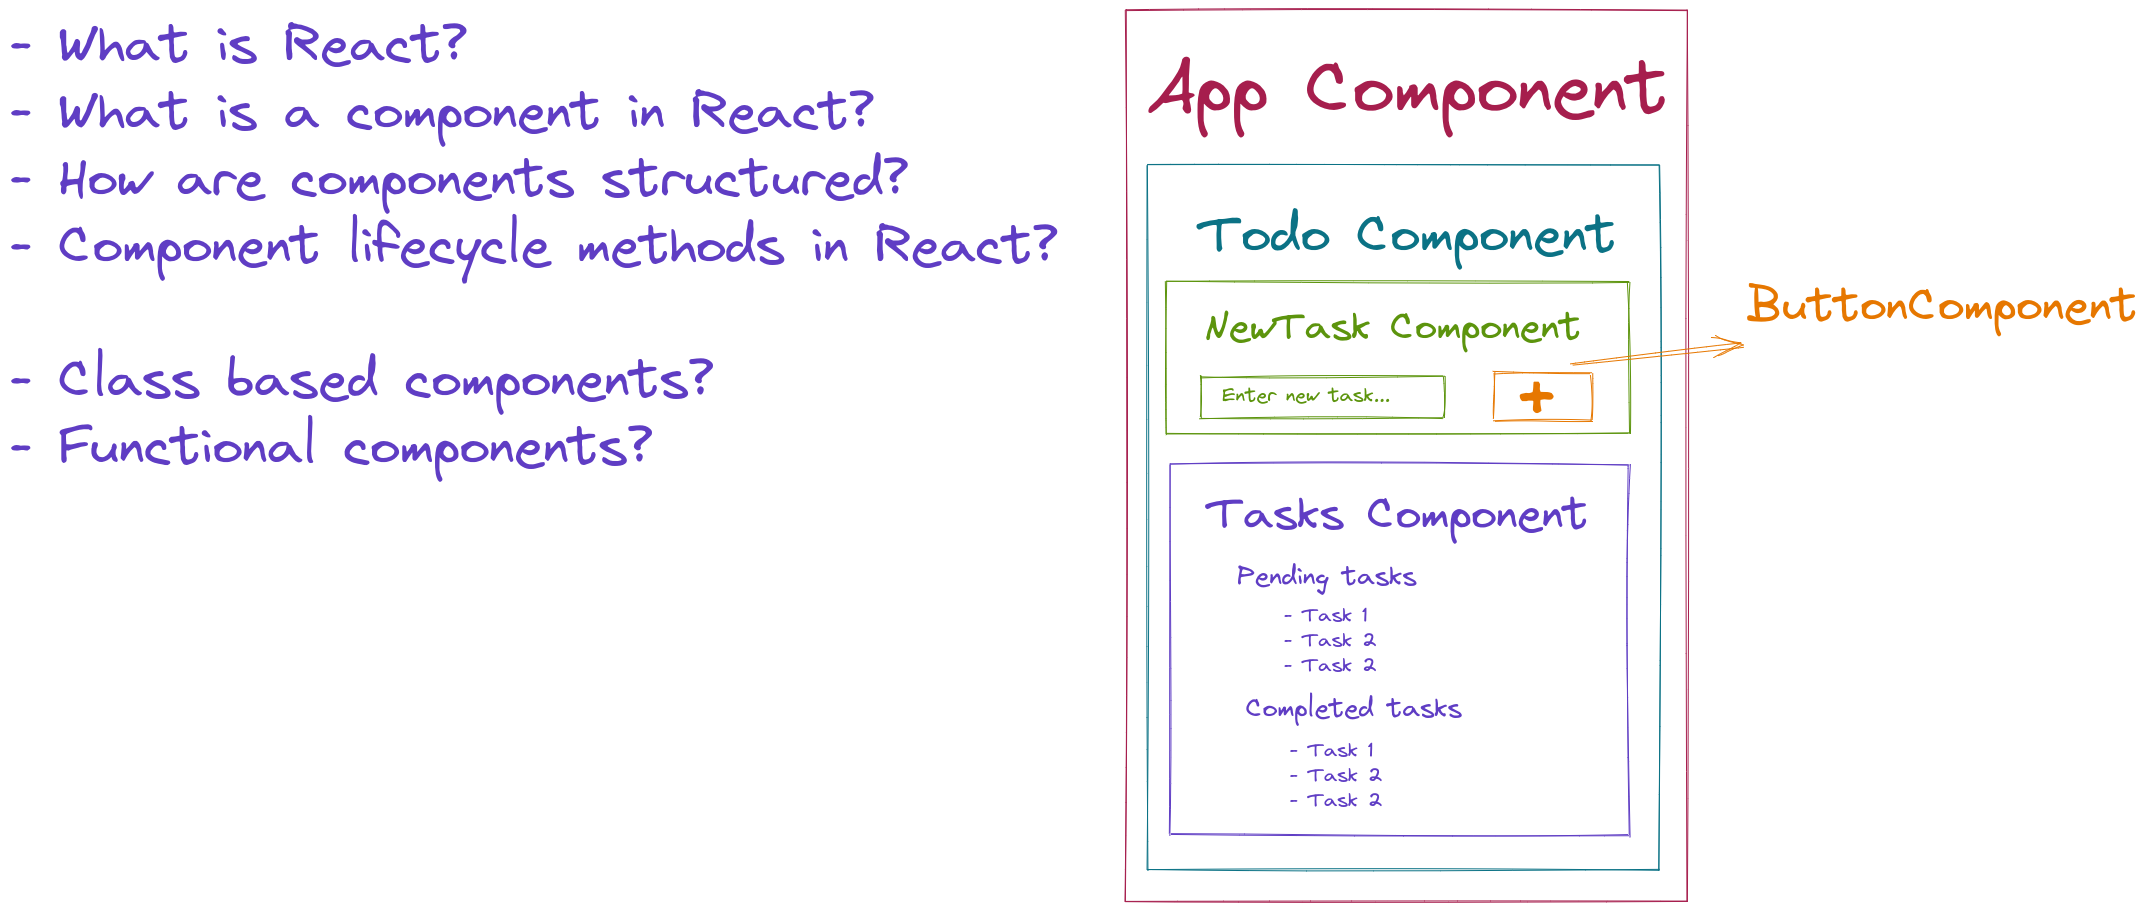 - What is React?
- What is a component in React?
- How are components structured?
- Component lifecycle methods in React?
- Class based components?
- Functional components?
App Component
Todo Component
NewTask Component
Enter new task...
+
ButtonComponent
Tasks Component
Pending tasks
- Task 1
- Task 2
- Task 2
Completed tasks
- Task 1
- Task 2
- Task 2